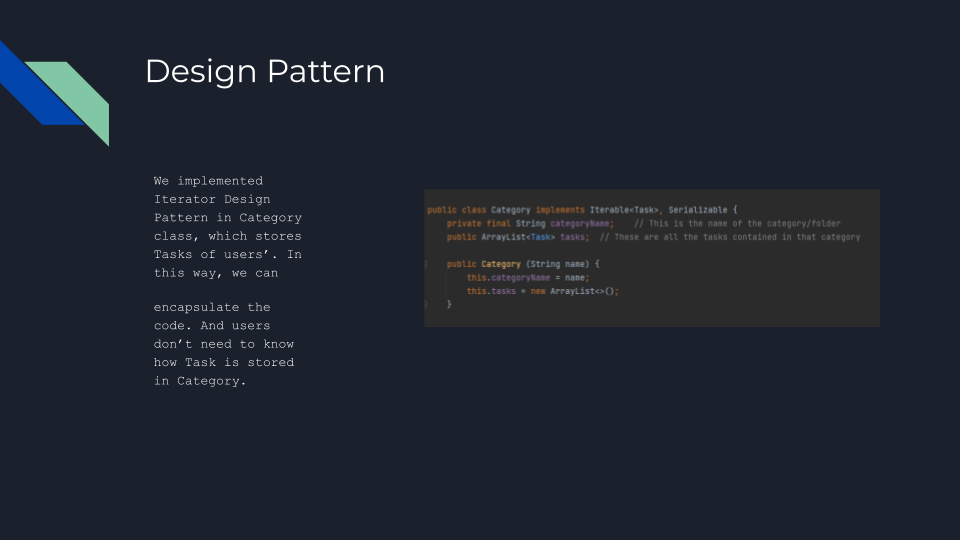 Design Pattern
We implemented
Iterator Design
Pattern in Category
class, which stores
Tasks of users’. In
this way, we can
encapsulate the
code. And users
don’t need to know
how Task is stored
in Category.
public class Category implements Iterable<Task>, Serializable {
private final String categoryName; // This is the name of the category/folder
public ArrayList<Task> tasks; // These are all the tasks contained in that category
public Category (String name) {
this.categoryName = name;
this.tasks = new ArrayList<>();
}